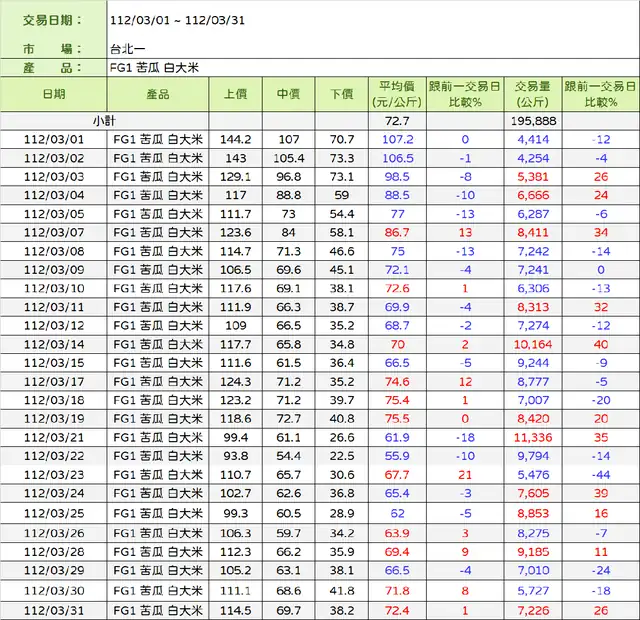 交易日期： 112/03/01 ~ 112/03/31
市 場： 台北一
產 品： FG1 苦瓜 白大米
日期 產品 上價 中價 下價 平均價 跟前一交易日 交易量 跟前一交易日
(元/公斤) 比較% (公斤) 比較%
小計 72.7 195,888
112/03/01 FG1 苦瓜 白大米 144.2 107 70.7 107.2 0 4,414 -12
112/03/02 FG1 苦瓜 白大米 143 105.4 73.3 106.5 -1 4,254 -4
112/03/03 FG1 苦瓜 白大米 129.1 96.8 73.1 98.5 -8 5,381 26
112/03/04 FG1 苦瓜 白大米 117 88.8 59 88.5 -10 6,666 24
112/03/05 FG1 苦瓜 白大米 111.7 73 54.4 77 -13 6,287 -6
112/03/07 FG1 苦瓜 白大米 123.6 84 58.1 86.7 13 8,411 34
112/03/08 FG1 苦瓜 白大米 114.7 71.3 46.6 75 -13 7,242 -14
112/03/09 FG1 苦瓜 白大米 106.5 69.6 45.1 72.1 -4 7,241 0
112/03/10 FG1 苦瓜 白大米 117.6 69.1 38.1 72.6 1 6,306 -13
112/03/11 FG1 苦瓜 白大米 111.9 66.3 38.7 69.9 -4 8,313 32
112/03/12 FG1 苦瓜 白大米 109 66.5 35.2 68.7 -2 7,274 -12
112/03/14 FG1 苦瓜 白大米 117.7 65.8 34.8 70 2 10,164 40
112/03/15 FG1 苦瓜 白大米 111.6 61.5 36.4 66.5 -5 9,244 -9
112/03/17 FG1 苦瓜 白大米 124.3 71.2 35.2 74.6 12 8,777 -5
112/03/18 FG1 苦瓜 白大米 123.2 71.2 39.7 75.4 1 7,007 -20
112/03/19 FG1 苦瓜 白大米 118.6 72.7 40.8 75.5 0 8,420 20
112/03/21 FG1 苦瓜 白大米 99.4 61.1 26.6 61.9 -18 11,336 35
112/03/22 FG1 苦瓜 白大米 93.8 54.4 22.5 55.9 -10 9,794 -14
112/03/23 FG1 苦瓜 白大米 110.7 65.7 30.6 67.7 21 5,476 -44
112/03/24 FG1 苦瓜 白大米 102.7 62.6 36.8 65.4 -3 7,605 39
112/03/25 FG1 苦瓜 白大米 99.3 60.5 28.9 62 -5 8,853 16
112/03/26 FG1 苦瓜 白大米 106.3 59.7 34.2 63.9 3 8,275 -7
112/03/28 FG1 苦瓜 白大米 112.3 66.2 35.9 69.4 9 9,185 11
112/03/29 FG1 苦瓜 白大米 105.2 63.1 38.1 66.5 -4 7,010 -24
112/03/30 FG1 苦瓜 白大米 111.1 68.6 41.8 71.8 8 5,727 -18
112/03/31 FG1 苦瓜 白大米 114.5 69.7 38.2 72.4 1 7,226 26